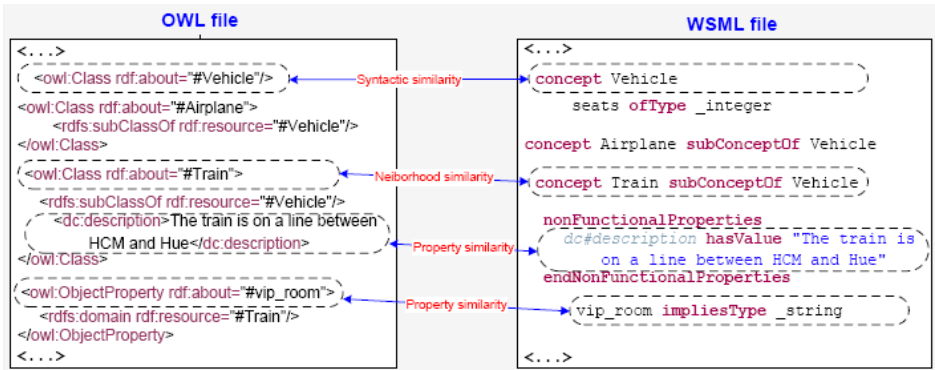 OWL file
<...>
<owl:Class rdf:about="#Vehicle"/>
<owl:Class rdf:about="#Airplane">
<rdfs:subClassOf rdf:resource="#Vehicle"/>
</owl:Class>
<owl:Class rdf:about="#Train">
<rdfs:subClassOf rdf:resource="#Vehicle"/>
<dc:description>The train is on a line between
HCM and Hue</dc:description>
</owl:Class>
<owl:ObjectProperty rdf:about="#vip_room">
<rdfs:domain rdf:resource="#Train"/>
</owl:ObjectProperty>
<...>
Syntactic similarity
Neiborhood similarity
Property similarity
Property similarity
WSML file
<...>
concept Vehicle
seats ofType _integer
concept Airplane subConceptOf Vehicle
concept Train subConceptOf Vehicle
nonFunctionalProperties
dc#description hasValue "The train is
on a line between HCM and Hue"
endNonFunctionalProperties
vip_room impliesType _string
<...>